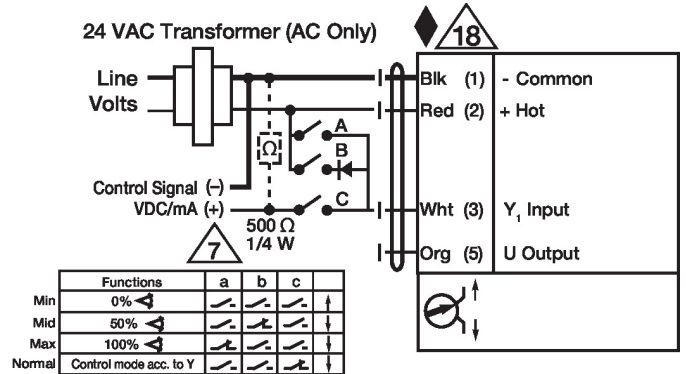 24 VAC Transformer (AC Only)
18
Line
Volts
Blk (1) - Common
Red (2) + Hot
A
Ω
B
Control Signal (–)
VDC/mA (+)
C
Wht (3) Y1 Input
500 Ω
1/4 W
7
Org (5) U Output
Functions a b c
Min 0%
Mid 50%
Max 100%
Normal Control mode acc. to Y